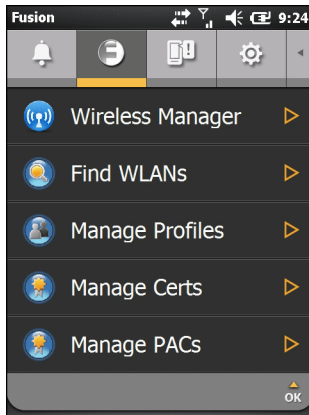 Fusion 9:24
Wireless Manager
Find WLANs
Manage Profiles
Manage Certs
Manage PACs
OK